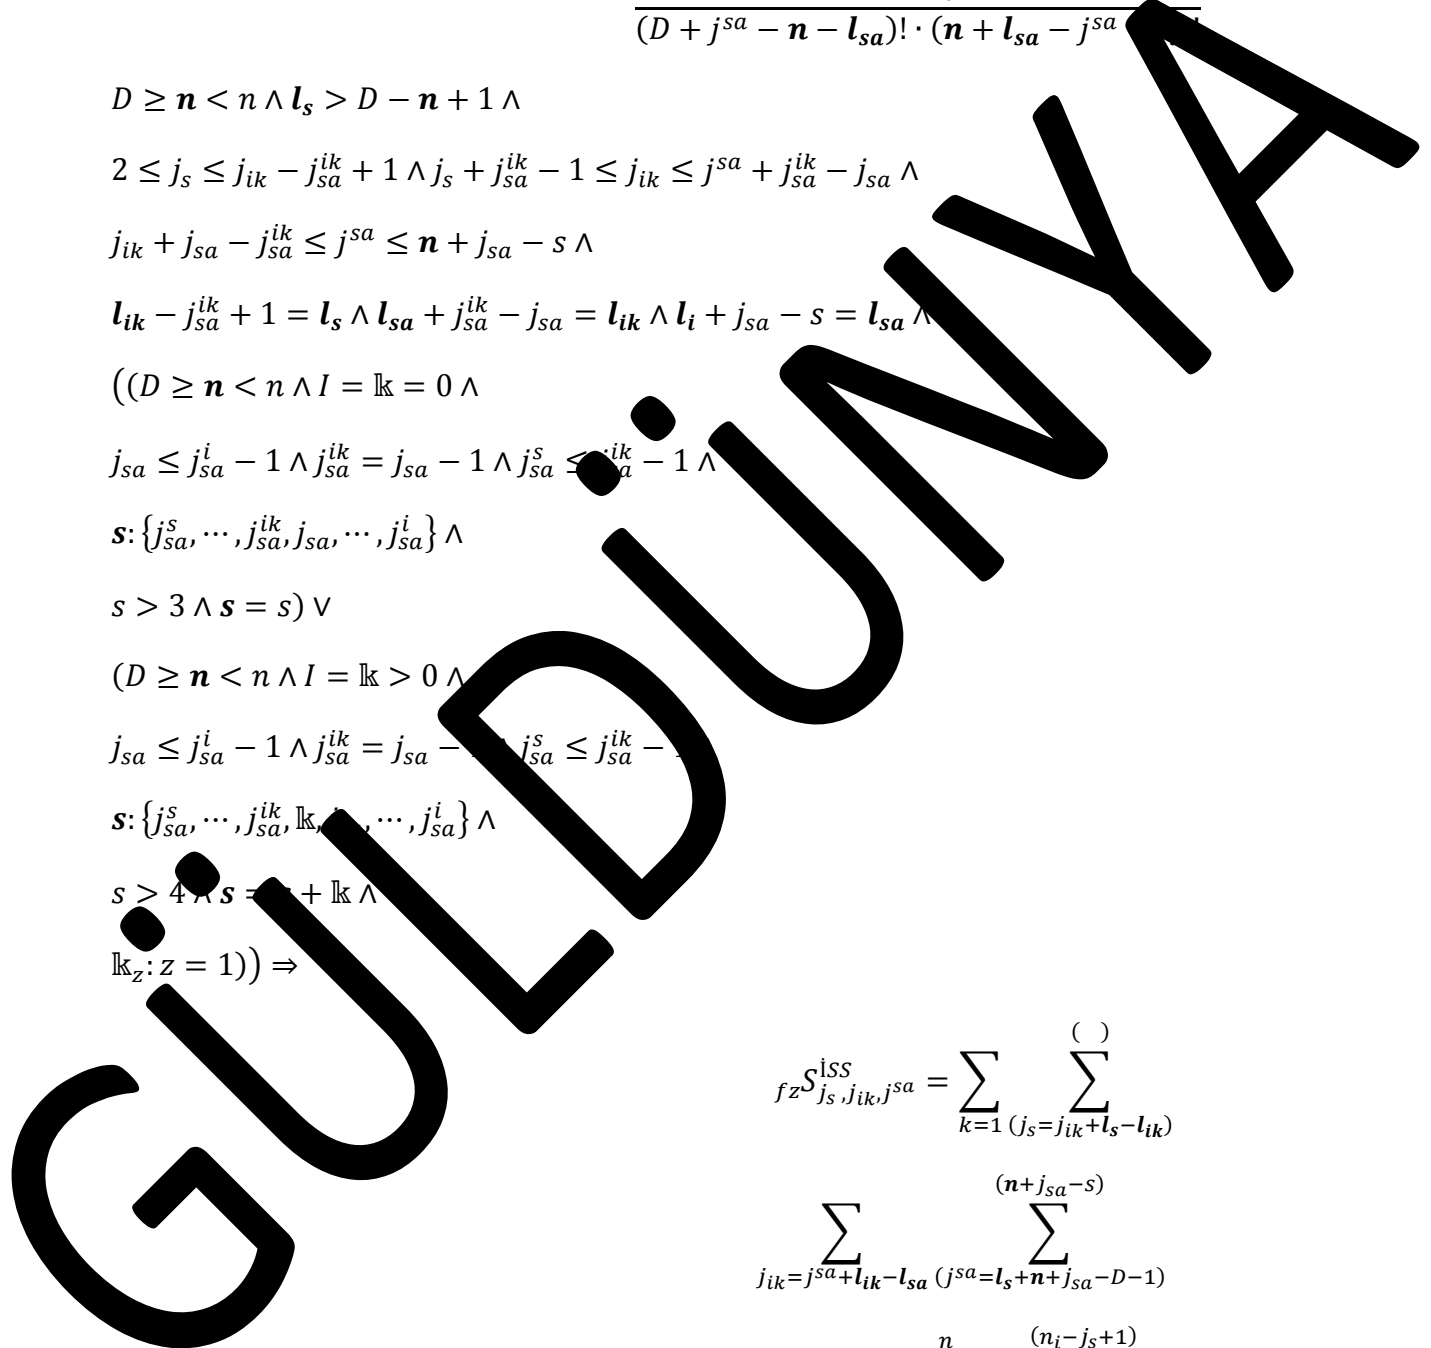 (D + j^{sa} − n − l_{sa})! · (n + l_{sa} − j^{sa}
D ≥ n < n ∧ l_s > D − n + 1 ∧
2 ≤ j_s ≤ j_{ik} − j_{sa}^{ik} + 1 ∧ j_s + j_{sa}^{ik} − 1 ≤ j_{ik} ≤ j^{sa} + j_{sa}^{ik} − j_{sa} ∧
j_{ik} + j_{sa} − j_{sa}^{ik} ≤ j^{sa} ≤ n + j_{sa} − s ∧
l_{ik} − j_{sa}^{ik} + 1 = l_s ∧ l_{sa} + j_{sa}^{ik} − j_{sa} = l_{ik} ∧ l_i + j_{sa} − s = l_{sa} ∧
((D ≥ n < n ∧ I = 𝕜 = 0 ∧
j_{sa} ≤ j_{sa}^{i} − 1 ∧ j_{sa}^{ik} = j_{sa} − 1 ∧ j_{sa}^{s} ≤ j_{sa}^{ik} − 1 ∧
s: {j_{sa}^{s}, ⋯ , j_{sa}^{ik}, j_{sa}, ⋯ , j_{sa}^{i}} ∧
s > 3 ∧ s = s) ∨
(D ≥ n < n ∧ I = 𝕜 > 0 ∧
j_{sa} ≤ j_{sa}^{i} − 1 ∧ j_{sa}^{ik} = j_{sa} − ∧ j_{sa}^{s} ≤ j_{sa}^{ik} −
s: {j_{sa}^{s}, ⋯ , j_{sa}^{ik}, 𝕜, , ⋯ , j_{sa}^{i}} ∧
s > 4 ∧ s = + 𝕜 ∧
𝕜_z: z = 1)) ⇒
GÜLDÜNYA
_{fz}S_{j_s,j_{ik},j^{sa}}^{İSS} = ∑_{k=1} ∑_{(j_s=j_{ik}+l_s−l_{ik})}^{( )}
∑_{j_{ik}=j^{sa}+l_{ik}−l_{sa}} ∑_{(j^{sa}=l_s+n+j_{sa}−D−1)}^{(n+j_{sa}−s)}
n (n_i−j_s+1)